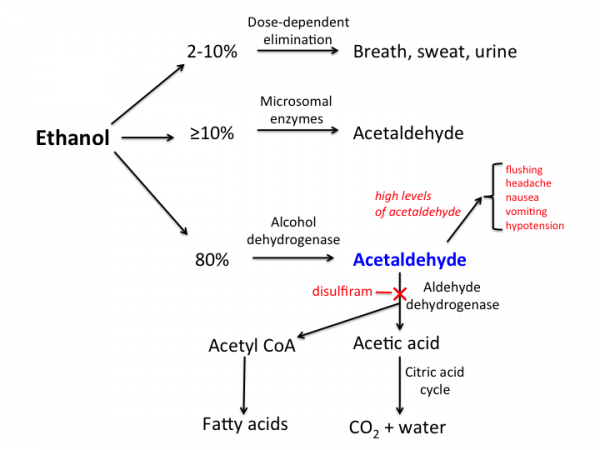 Dose-dependent
elimination
2-10%
Breath, sweat, urine
Microsomal
enzymes
Ethanol
≥10%
Acetaldehyde
high levels
of acetaldehyde
flushing
headache
nausea
vomiting
hypotension
Alcohol
dehydrogenase
80%
Acetaldehyde
disulfiram
Aldehyde
dehydrogenase
Acetyl CoA
Acetic acid
Citric acid
cycle
Fatty acids
CO₂ + water